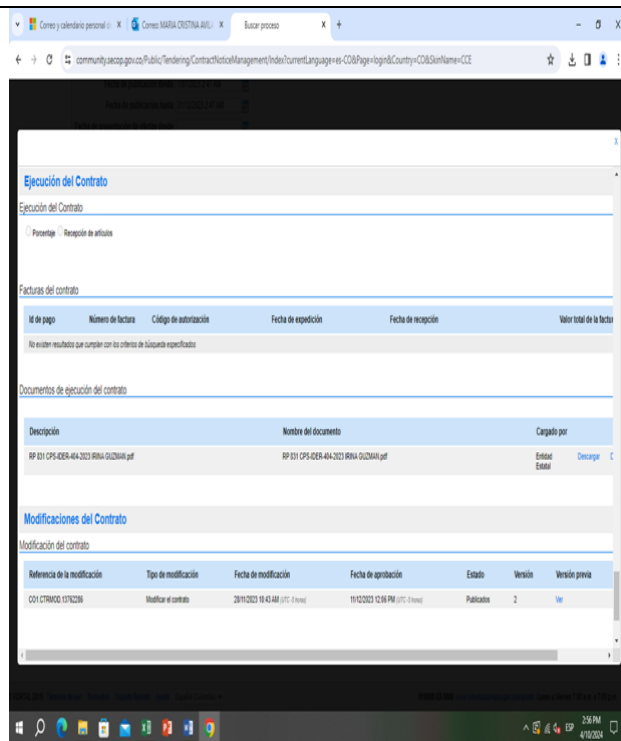 Correo y calendario personal d X
Correo: MARIA CRISTINA AVIL X
Buscar proceso X +
community.secop.gov.co/Public/Tendering/ContractNoticeManagement/Index?currentLanguage=es-CO&Page=login&Country=CO&SkinName=CCE
X
Ejecución del Contrato
Ejecución del Contrato
Porcentaje Recepción de artículos
Facturas del contrato
Id de pago Número de factura Código de autorización Fecha de expedición Fecha de recepción Valor total de la factur
No existen resultados que cumplan con los criterios de búsqueda especificados
Documentos de ejecución del contrato
Descripción Nombre del documento Cargado por
RP 831 CPS-IDER-404-2023 IRINA GUZMAN.pdf RP 831 CPS-IDER-404-2023 IRINA GUZMAN.pdf Entidad Estatal Descargar
Modificaciones del Contrato
Modificación del contrato
Referencia de la modificación Tipo de modificación Fecha de modificación Fecha de aprobación Estado Versión Versión previa
CO1.CTRMOD.13762286 Modificar el contrato 28/11/2023 10:43 AM (UTC -5 horas) 11/12/2023 12:06 PM (UTC -5 horas) Publicados 2 Ver
ESP
2:56 PM
4/10/2024